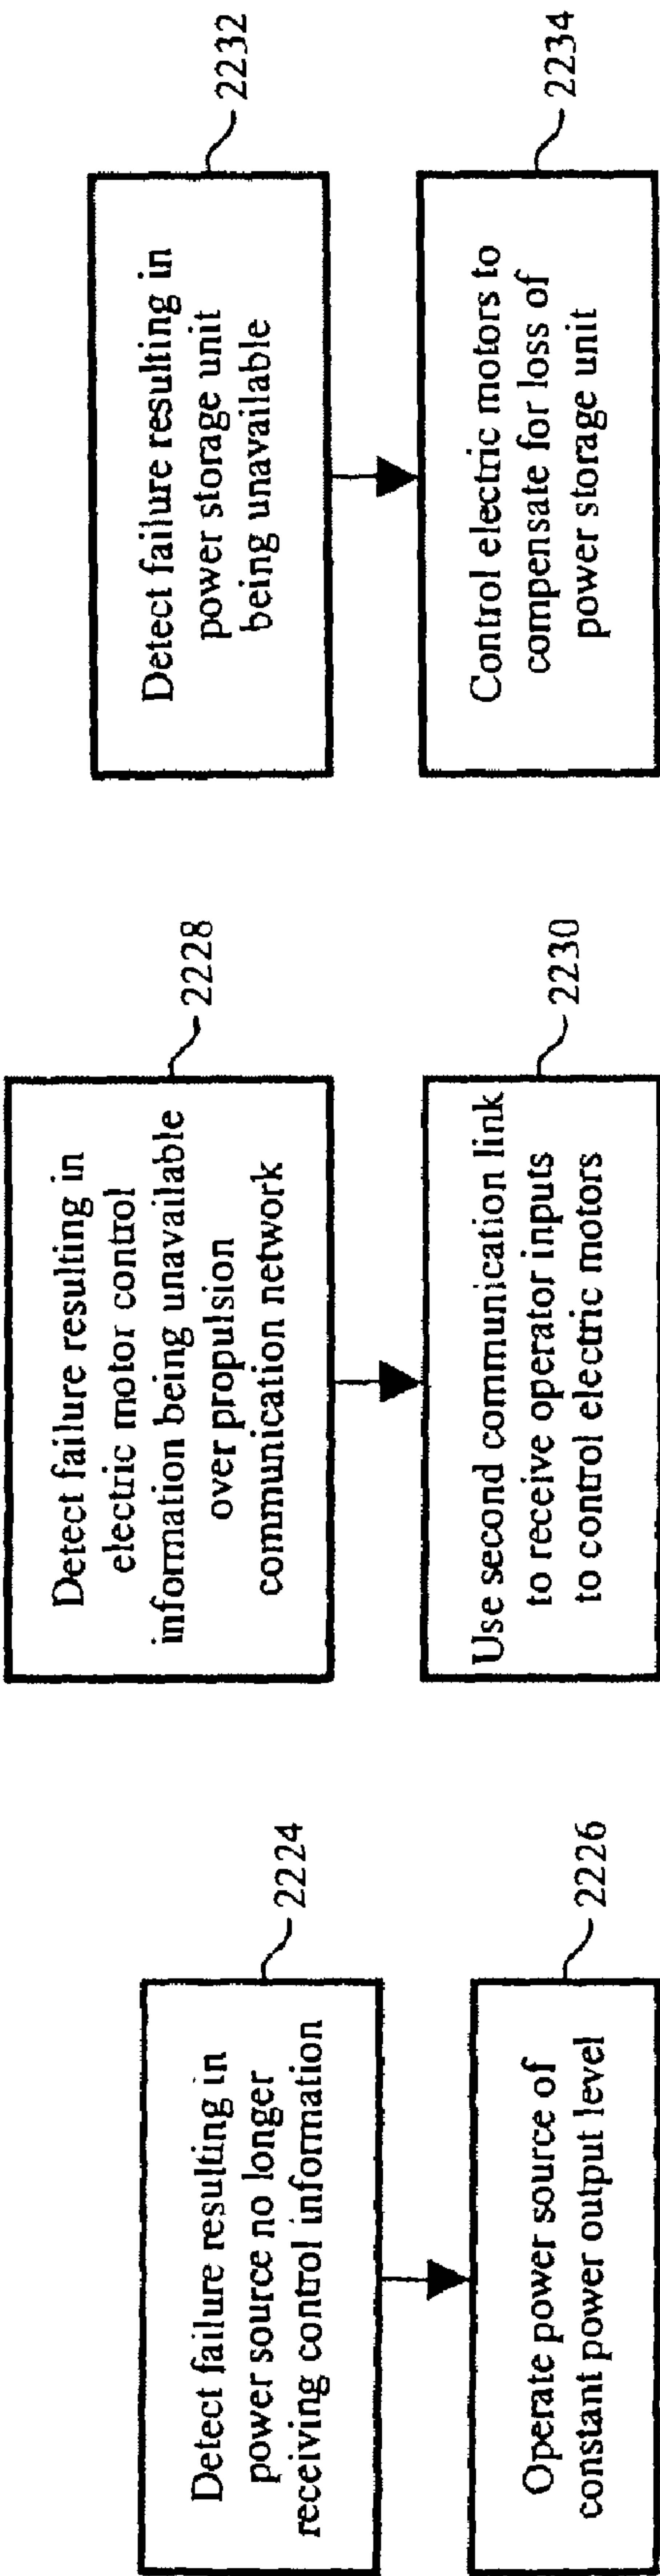 Detect failure resulting in
power source no longer
receiving control information
2224
Operate power source of
constant power output level
2226
Detect failure resulting in
electric motor control
information being unavailable
over propulsion
communication network
2228
Use second communication link
to receive operator inputs
to control electric motors
2230
Detect failure resulting in
power storage unit
being unavailable
2232
Control electric motors to
compensate for loss of
power storage unit
2234